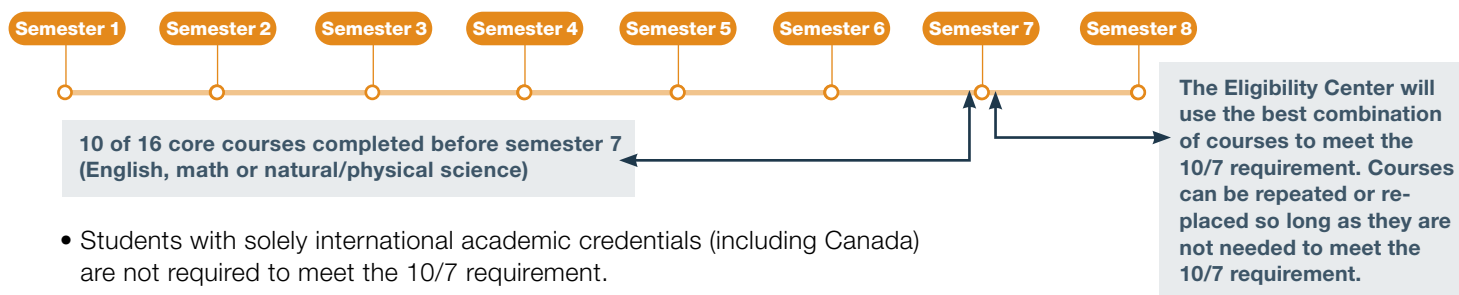 Semester 1 Semester 2 Semester 3 Semester 4 Semester 5 Semester 6 Semester 7 Semester 8
10 of 16 core courses completed before semester 7
(English, math or natural/physical science)
The Eligibility Center will
use the best combination
of courses to meet the
10/7 requirement. Courses
can be repeated or re-
placed so long as they are
not needed to meet the
10/7 requirement.
• Students with solely international academic credentials (including Canada)
are not required to meet the 10/7 requirement.